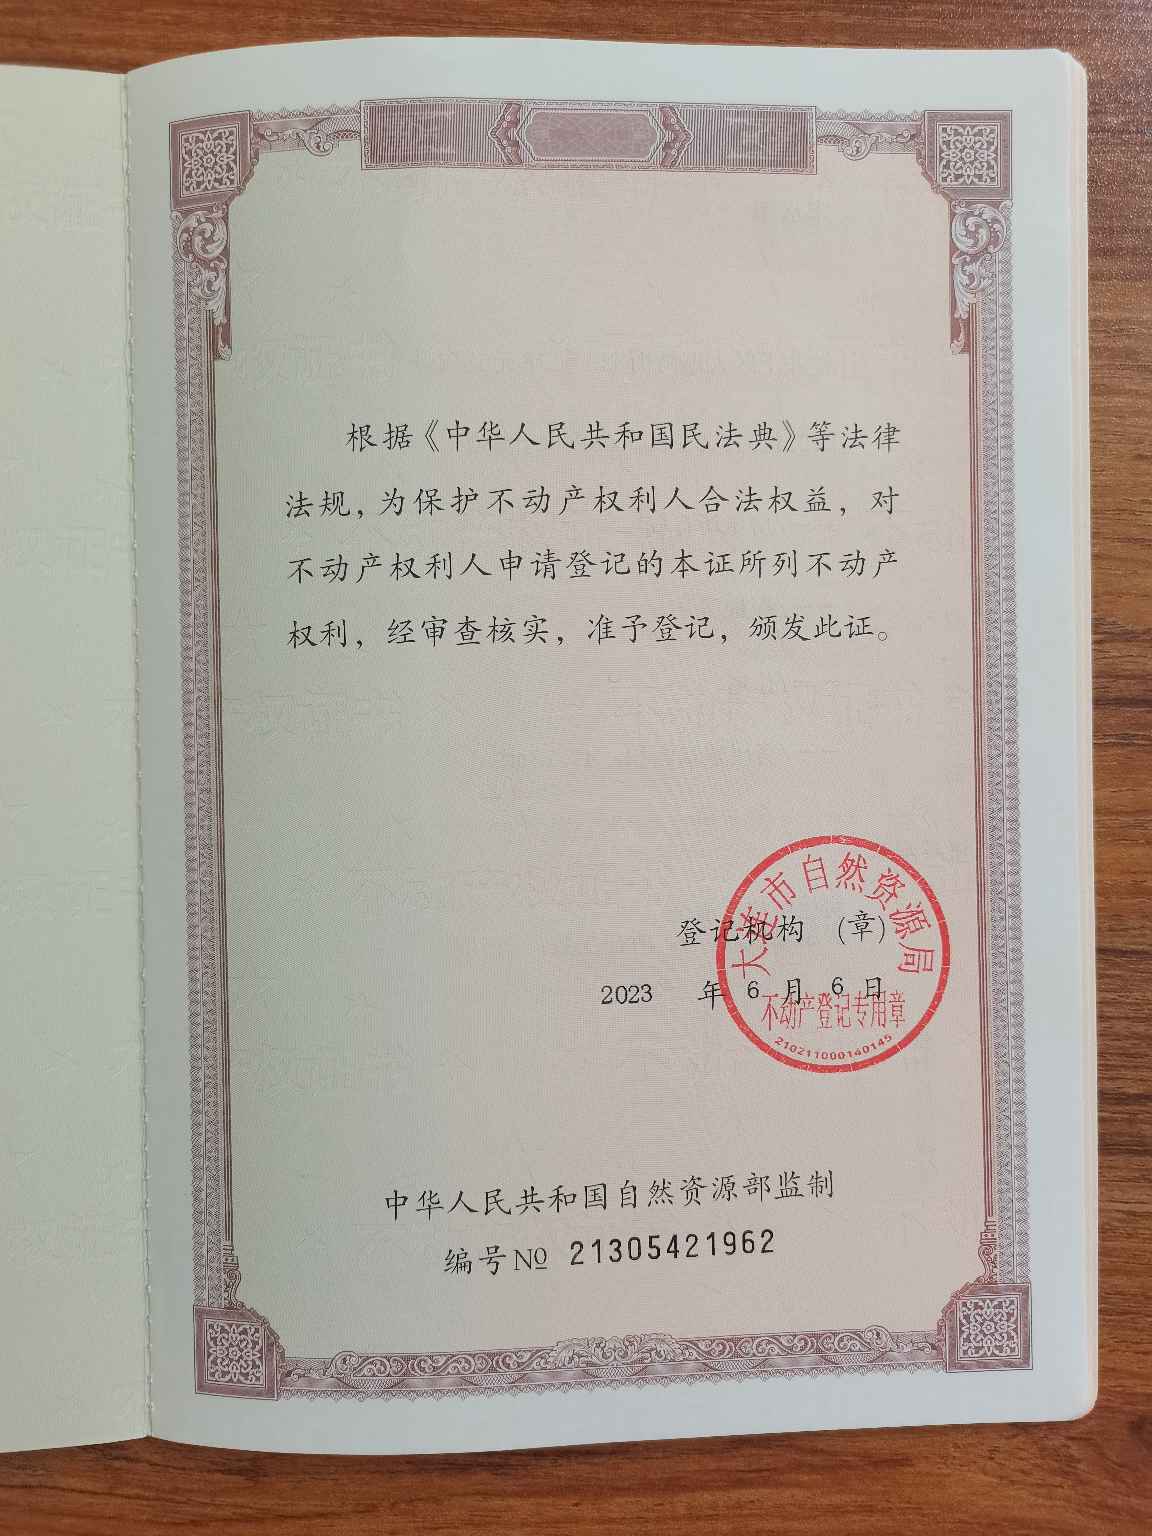 根据《中华人民共和国民法典》等法律
法规，为保护不动产权利人合法权益，对
不动产权利人申请登记的本证所列不动产
权利，经审查核实，准予登记，颁发此证。
大连市自然资源局
登记机构 （章）
2023 年 6 月 6 日
不动产登记专用章
210211000140145
中华人民共和国自然资源部监制
编号 № 21305421962